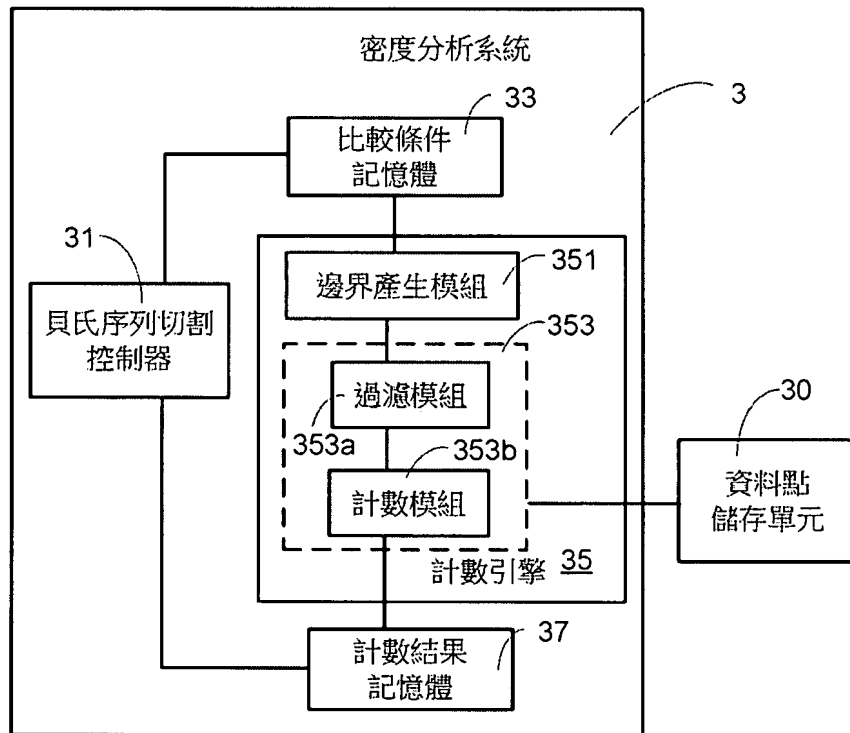 密度分析系統
33
3
比較條件
記憶體
31
351
邊界產生模組
貝氏序列切割
控制器
353
過濾模組
30
353a
353b
資料點
儲存單元
計數模組
計數引擎 35
37
計數結果
記憶體